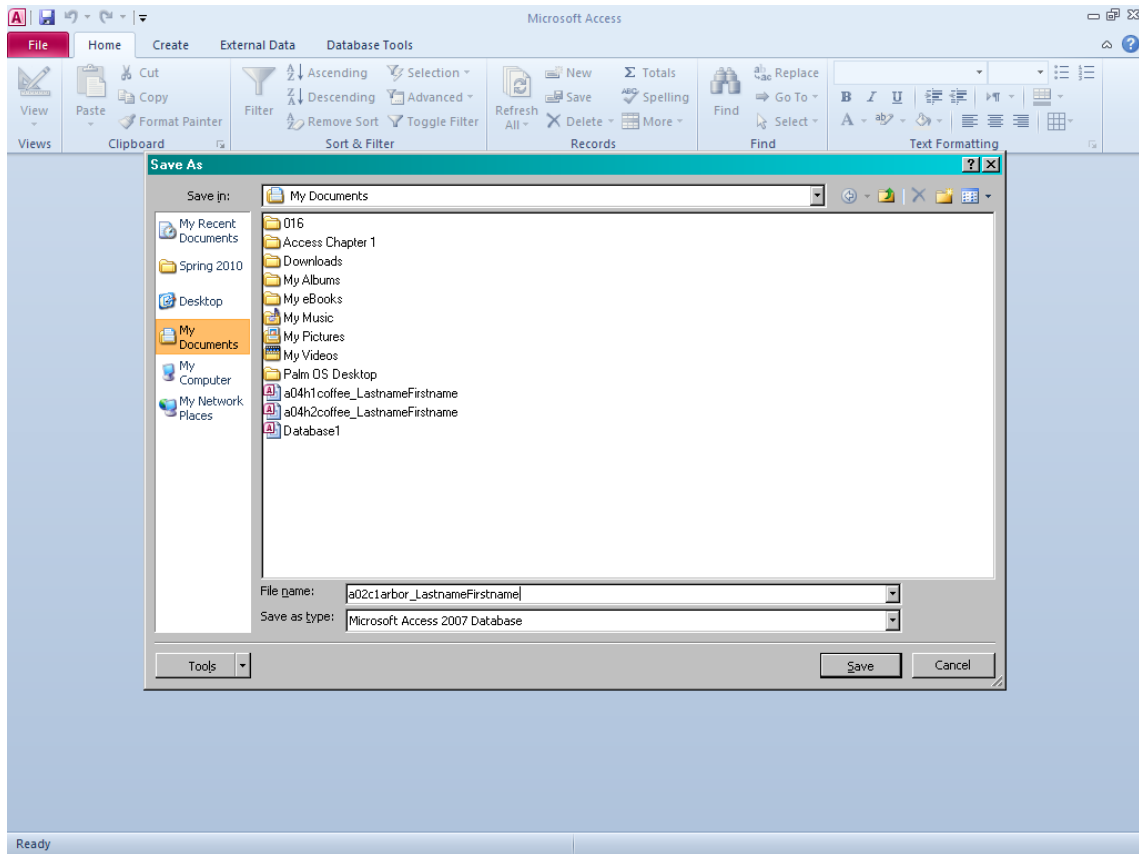 Microsoft Access
File Home Create External Data Database Tools
View
Views
Paste
Cut
Copy
Format Painter
Clipboard
Filter
Ascending
Descending
Remove Sort
Selection
Advanced
Toggle Filter
Sort & Filter
Refresh
All
New
Save
Delete
Totals
Spelling
More
Records
Find
Replace
Go To
Select
Find
B I U
A
Text Formatting
Save As
Save in: My Documents
My Recent
Documents
Spring 2010
Desktop
My
Documents
My
Computer
My Network
Places
016
Access Chapter 1
Downloads
My Albums
My eBooks
My Music
My Pictures
My Videos
Palm OS Desktop
a04h1coffee_LastnameFirstname
a04h2coffee_LastnameFirstname
Database1
File name: a02c1arbor_LastnameFirstname
Save as type: Microsoft Access 2007 Database
Tools Save Cancel
Ready